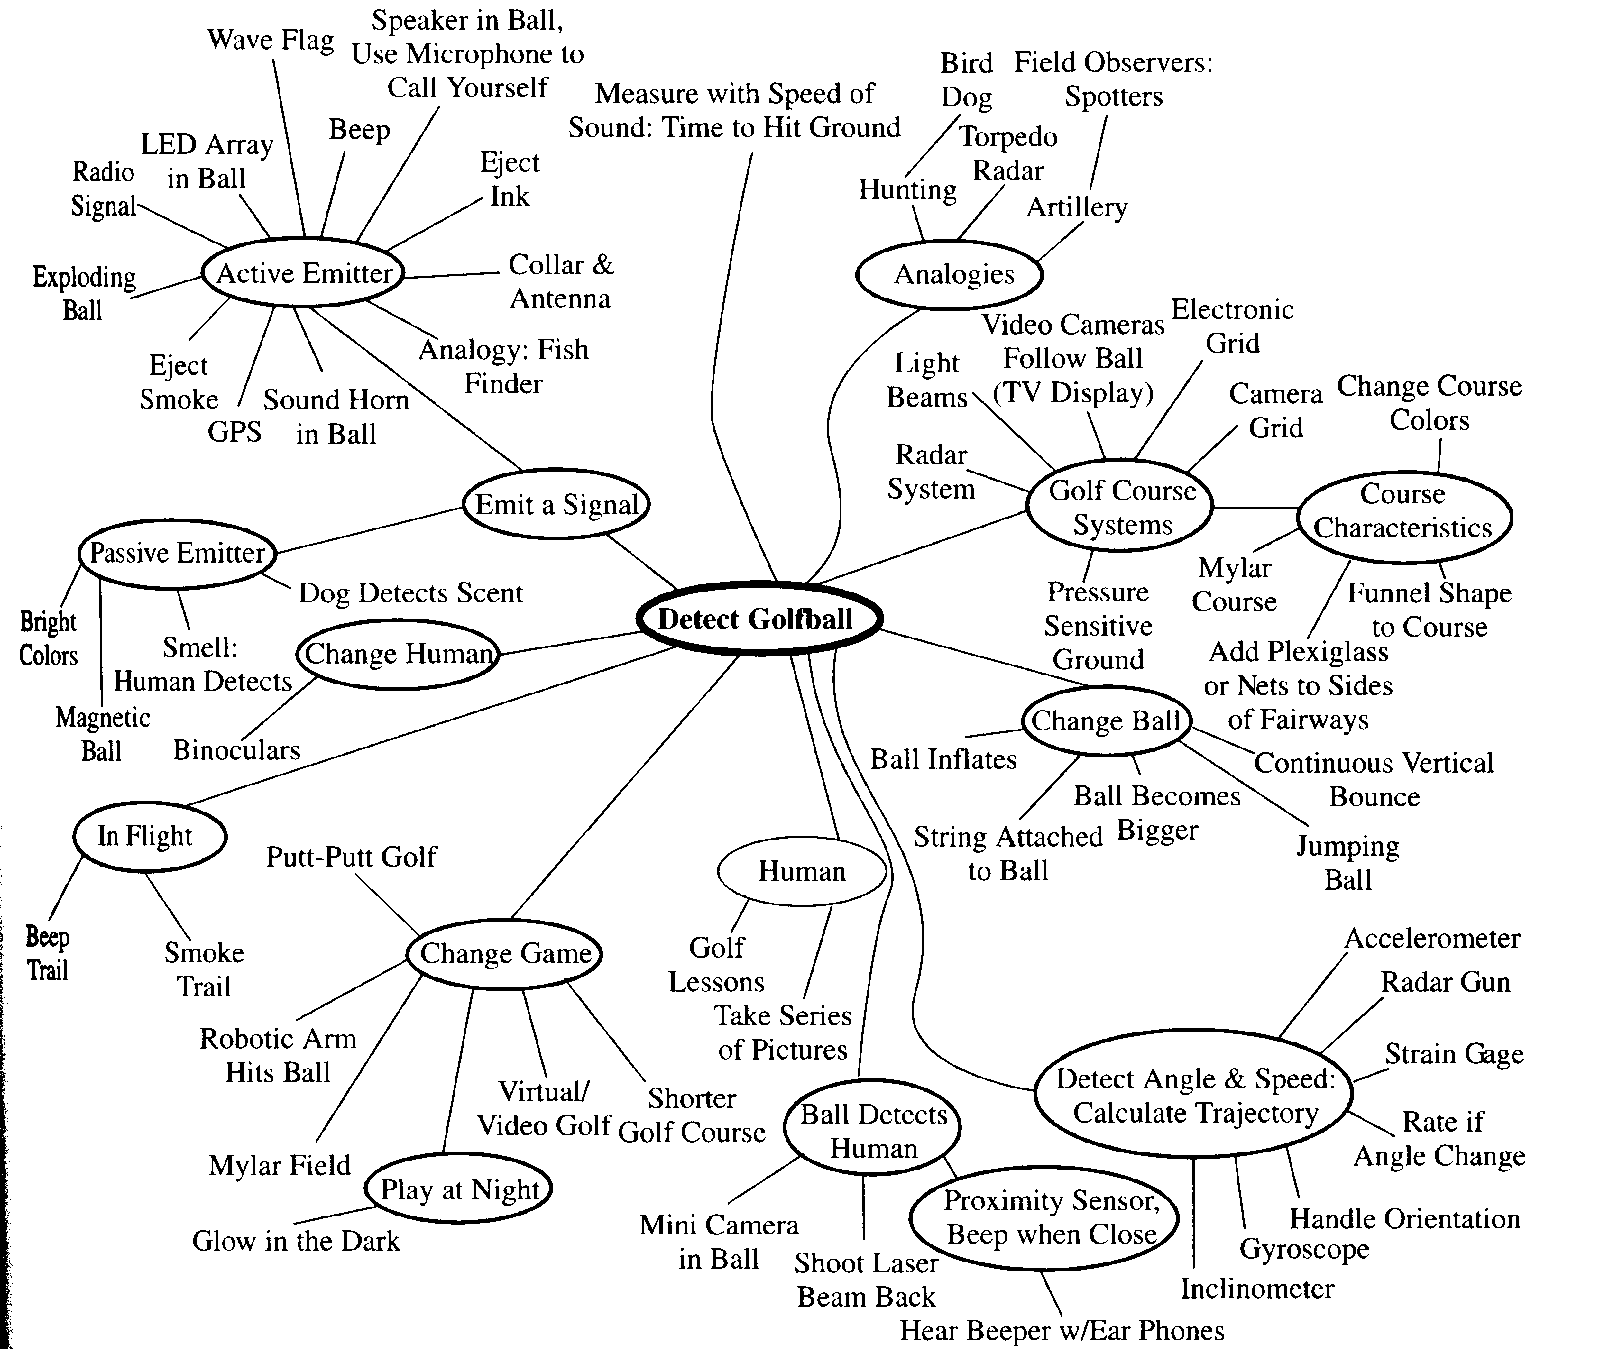 Wave Flag
Speaker in Ball,
Use Microphone to
Call Yourself
Beep
LED Array
in Ball
Radio
Signal
Eject
Ink
Exploding
Ball
Active Emitter
Collar &
Antenna
Eject
Smoke
GPS
Sound Horn
in Ball
Analogy: Fish
Finder
Measure with Speed of
Sound: Time to Hit Ground
Bird
Dog
Field Observers:
Spotters
Torpedo
Radar
Hunting
Artillery
Analogies
Electronic
Grid
Video Cameras
Follow Ball
(TV Display)
Light
Beams
Camera
Grid
Change Course
Colors
Radar
System
Golf Course
Systems
Course
Characteristics
Pressure
Sensitive
Ground
Mylar
Course
Funnel Shape
to Course
Add Plexiglass
or Nets to Sides
of Fairways
Emit a Signal
Passive Emitter
Dog Detects Scent
Bright
Colors
Smell:
Human Detects
Magnetic
Ball
Change Human
Binoculars
Detect Golfball
Change Ball
Ball Inflates
Continuous Vertical
Bounce
Ball Becomes
Bigger
String Attached
to Ball
Jumping
Ball
In Flight
Beep
Trail
Smoke
Trail
Putt-Putt Golf
Change Game
Robotic Arm
Hits Ball
Mylar Field
Virtual/
Video Golf
Shorter
Golf Course
Play at Night
Glow in the Dark
Human
Golf
Lessons
Take Series
of Pictures
Ball Detects
Human
Mini Camera
in Ball
Shoot Laser
Beam Back
Proximity Sensor,
Beep when Close
Hear Beeper w/Ear Phones
Accelerometer
Radar Gun
Strain Gage
Detect Angle & Speed:
Calculate Trajectory
Rate if
Angle Change
Handle Orientation
Gyroscope
Inclinometer